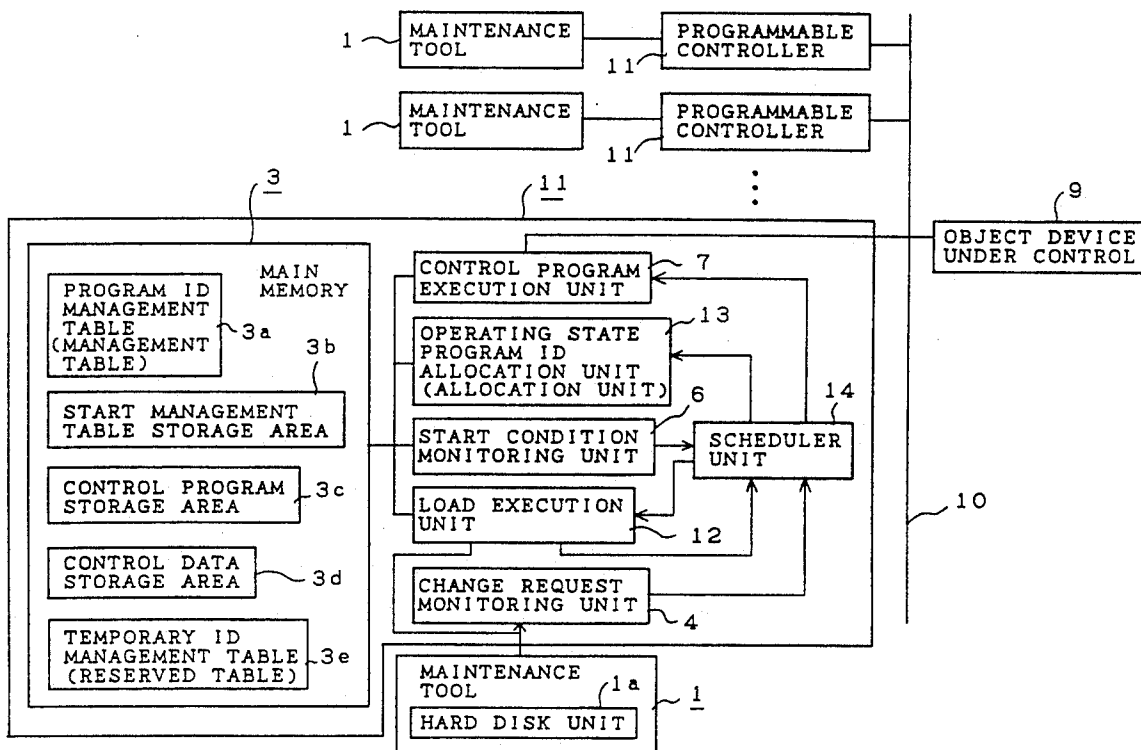 1
MAINTENANCE
TOOL
PROGRAMMABLE
CONTROLLER
11
1
MAINTENANCE
TOOL
PROGRAMMABLE
CONTROLLER
11
3
11
9
OBJECT DEVICE
UNDER CONTROL
MAIN
MEMORY
PROGRAM ID
MANAGEMENT
TABLE
(MANAGEMENT
TABLE)
3a
3b
START MANAGEMENT
TABLE STORAGE AREA
CONTROL PROGRAM
STORAGE AREA
3c
CONTROL DATA
STORAGE AREA
3d
TEMPORARY ID
MANAGEMENT TABLE
(RESERVED TABLE)
3e
CONTROL PROGRAM
EXECUTION UNIT
7
13
OPERATING STATE
PROGRAM ID
ALLOCATION UNIT
(ALLOCATION UNIT)
6
START CONDITION
MONITORING UNIT
14
SCHEDULER
UNIT
LOAD EXECUTION
UNIT
12
10
CHANGE REQUEST
MONITORING UNIT
4
MAINTENANCE
TOOL
1a
1
HARD DISK UNIT